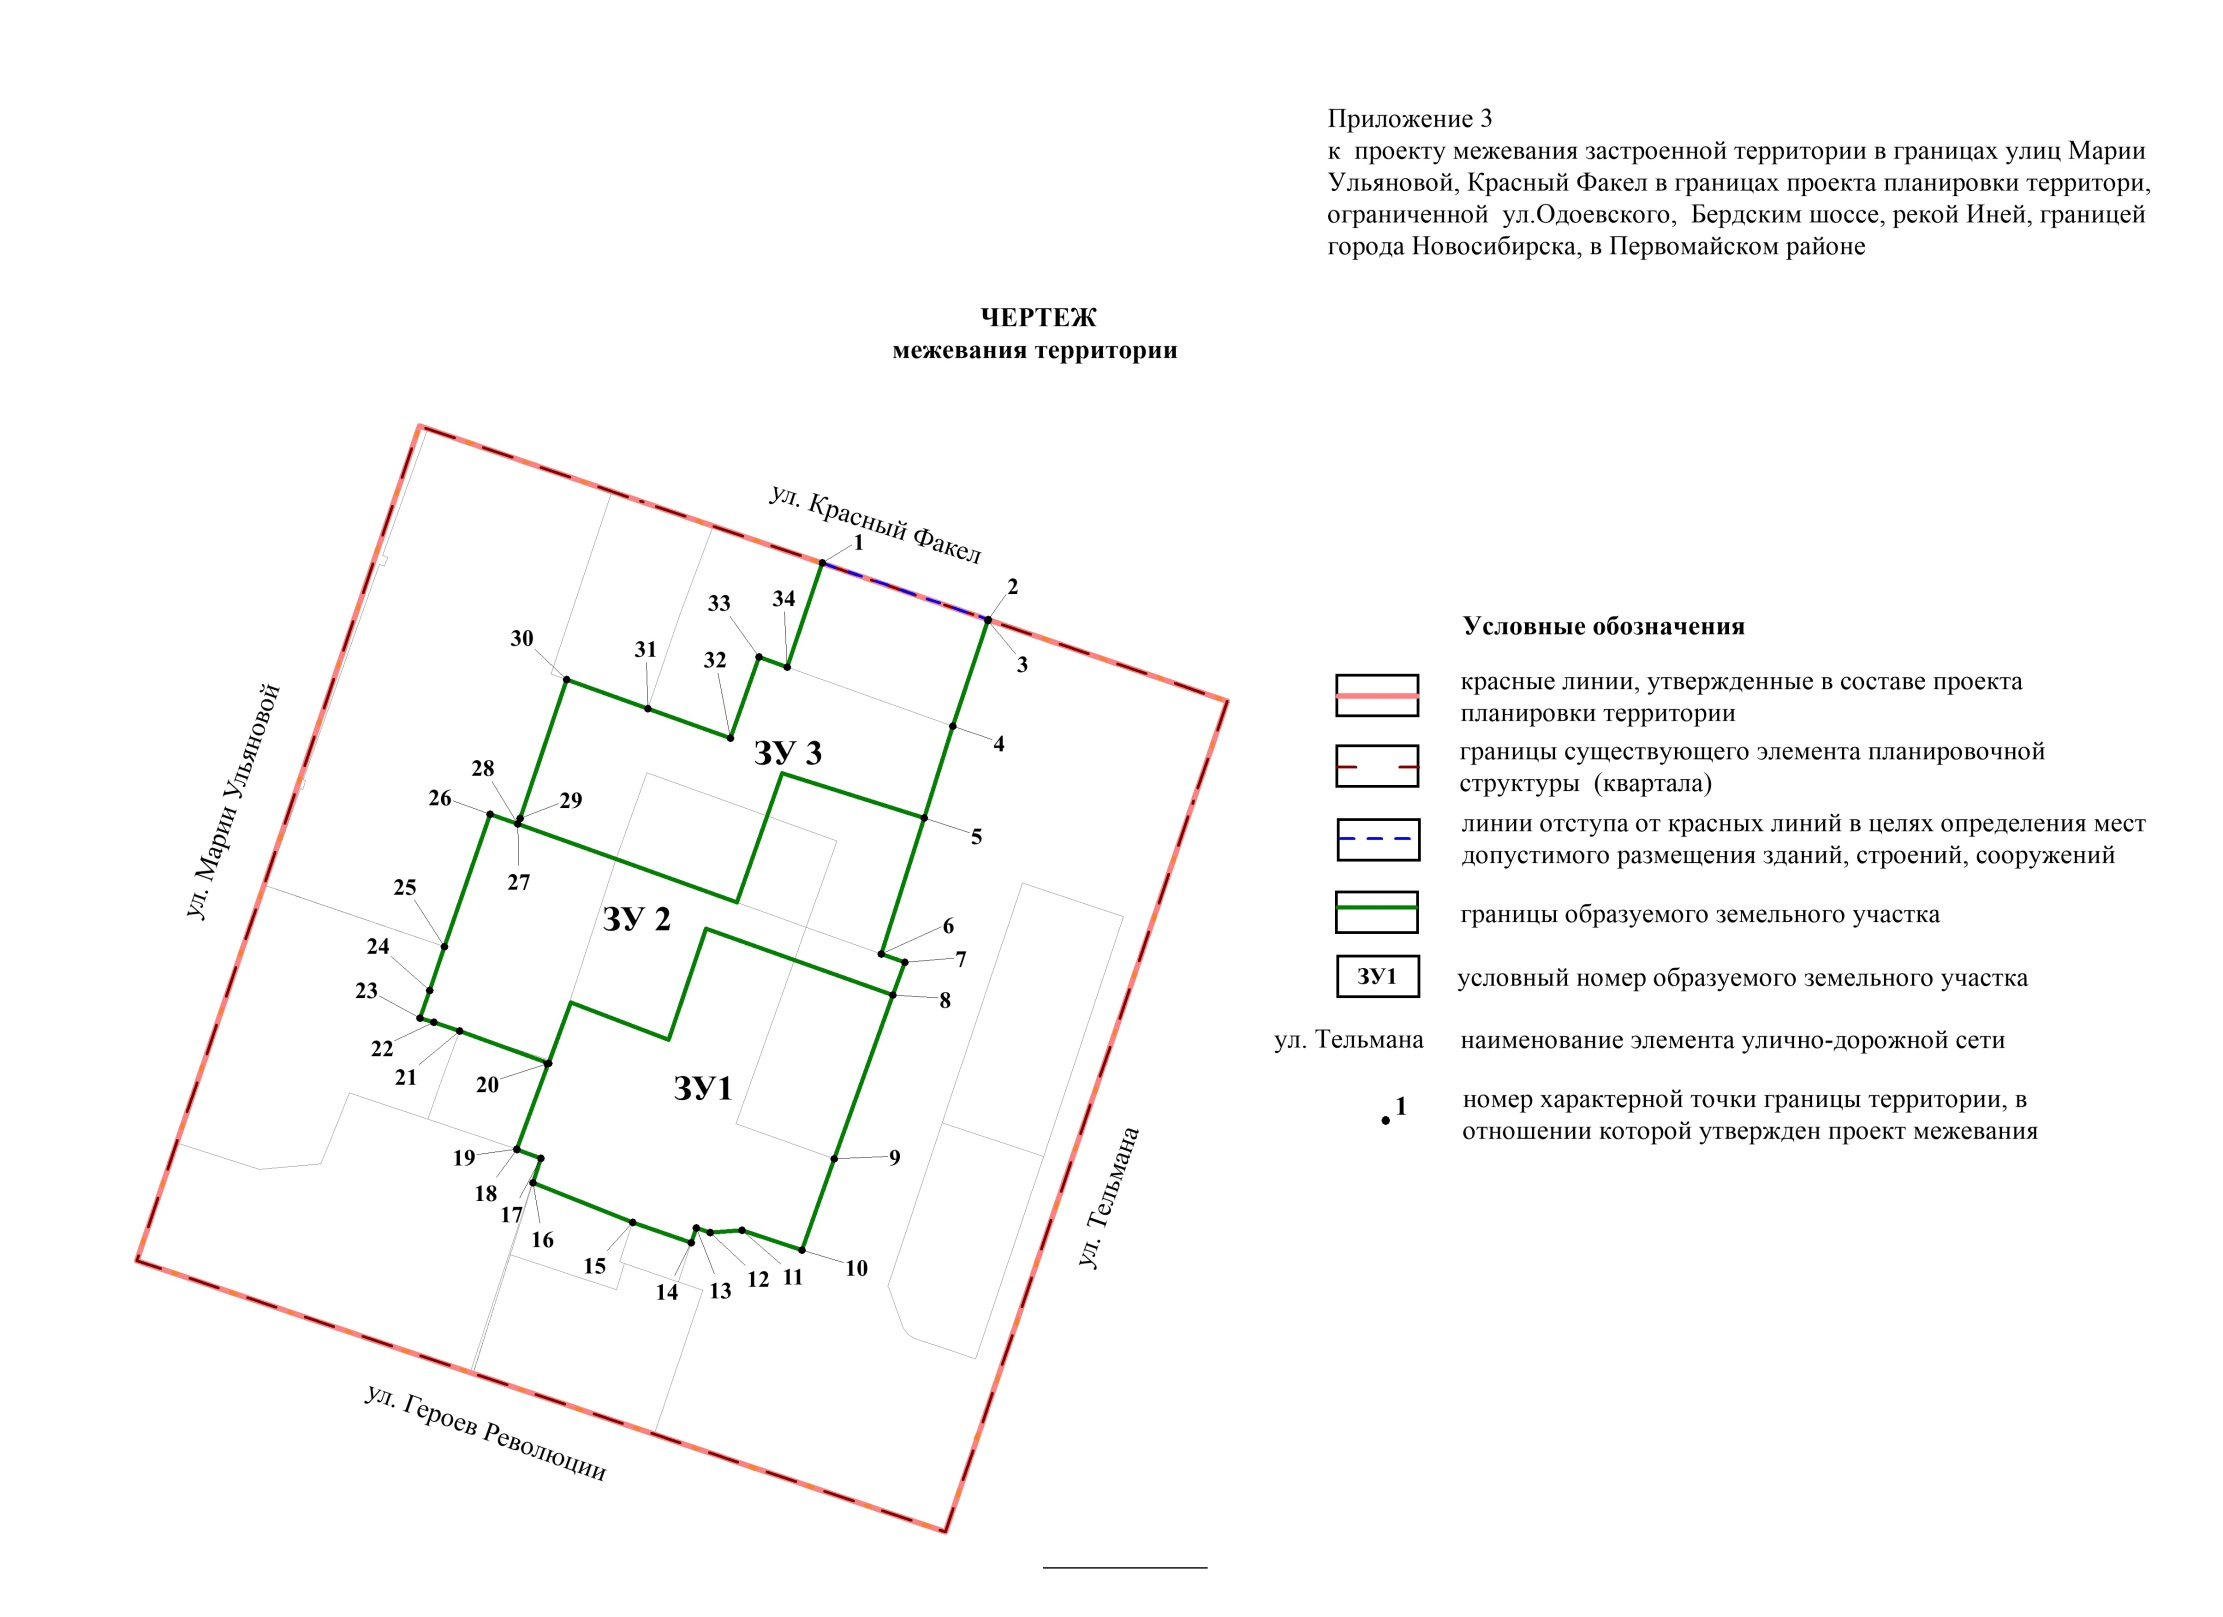 Приложение 3
к проекту межевания застроенной территории в границах улиц Марии
Ульяновой, Красный Факел в границах проекта планировки територи,
ограниченной ул.Одоевского, Бердским шоссе, рекой Иней, границей
города Новосибирска, в Первомайском районе
ЧЕРТЕЖ
межевания территории
ул. Красный Факел
1
2
3
33
34
30
31
32
4
ЗУ 3
28
26
29
5
27
25
ЗУ 2
6
24
7
23
8
22
21
20
ЗУ1
19
9
18
17
16
15
10
14
13
12
11
ул. Марии Ульяновой
ул. Тельмана
ул. Героев Революции
Условные обозначения
красные линии, утвержденные в составе проекта
планировки территории
границы существующего элемента планировочной
структуры (квартала)
линии отступа от красных линий в целях определения мест
допустимого размещения зданий, строений, сооружений
границы образуемого земельного участка
ЗУ1 условный номер образуемого земельного участка
ул. Тельмана наименование элемента улично-дорожной сети
1 номер характерной точки границы территории, в
отношении которой утвержден проект межевания